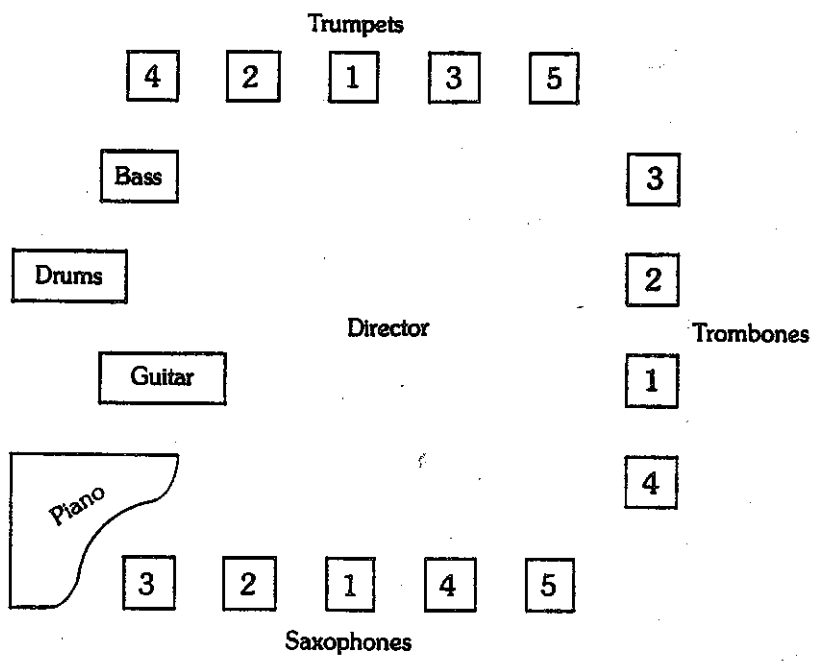 Trumpets
4 2 1 3 5
Bass
3
Drums
2
Director
Trombones
Guitar
1
Piano
4
3 2 1 4 5
Saxophones